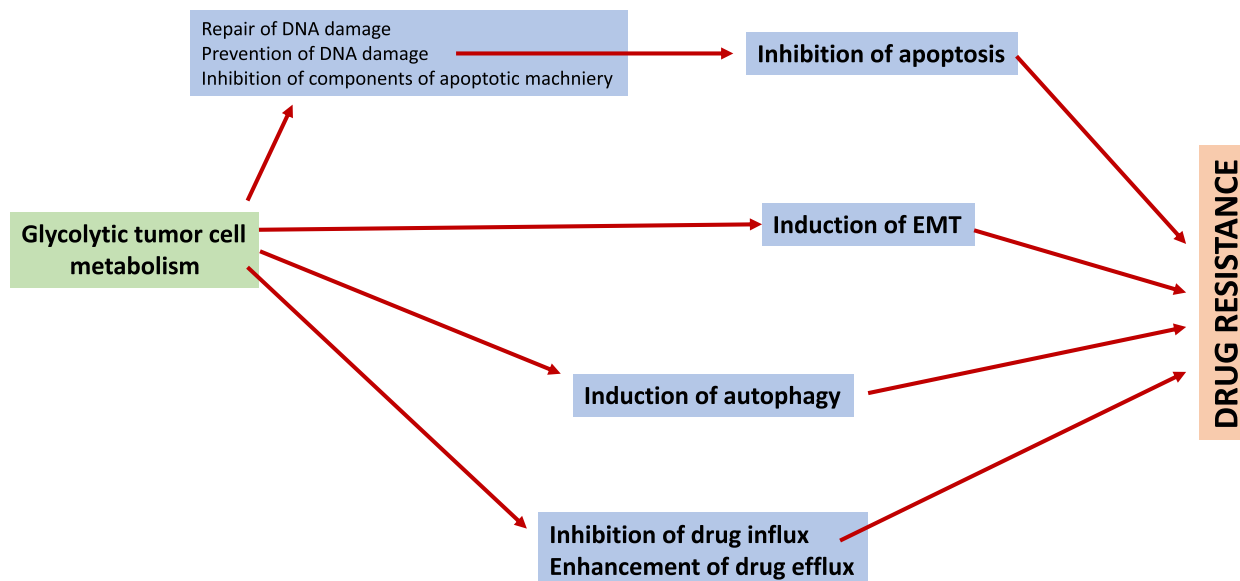 Repair of DNA damage
Prevention of DNA damage
Inhibition of components of apoptotic machniery
Inhibition of apoptosis
Glycolytic tumor cell
metabolism
Induction of EMT
Induction of autophagy
Inhibition of drug influx
Enhancement of drug efflux
DRUG RESISTANCE